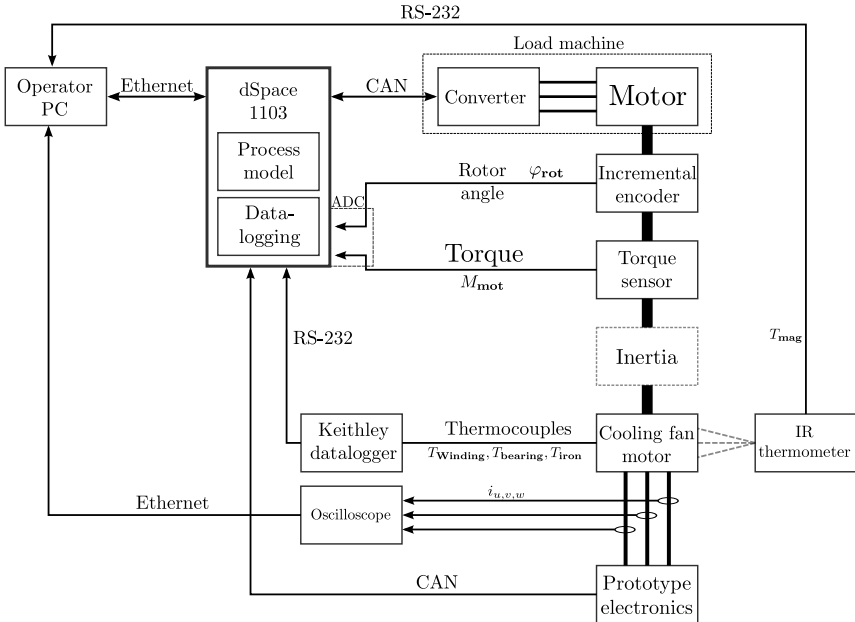 RS-232
Load machine
Operator
PC
Ethernet
dSpace
1103
CAN
Converter
Motor
Process
model
Rotor
angle
φrot
Incremental
encoder
ADC
Data-
logging
Torque
Mmot
Torque
sensor
RS-232
Inertia
Tmag
Keithley
datalogger
Thermocouples
TWinding, Tbearing, Tiron
Cooling fan
motor
IR
thermometer
Ethernet
Oscilloscope
iu,v,w
CAN
Prototype
electronics